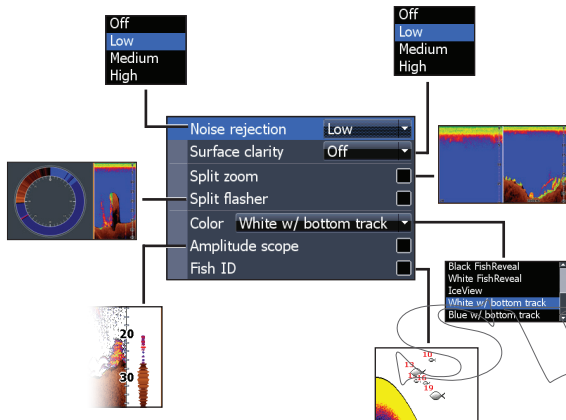 Off
Low
Medium
High
Off
Low
Medium
High
Noise rejection Low
Surface clarity Off
Split zoom
Split flasher
Color White w/ bottom track
Amplitude scope
Fish ID
Black FishReveal
White FishReveal
IceView
White w/ bottom track
Blue w/ bottom track
20
30
10
13
16
19